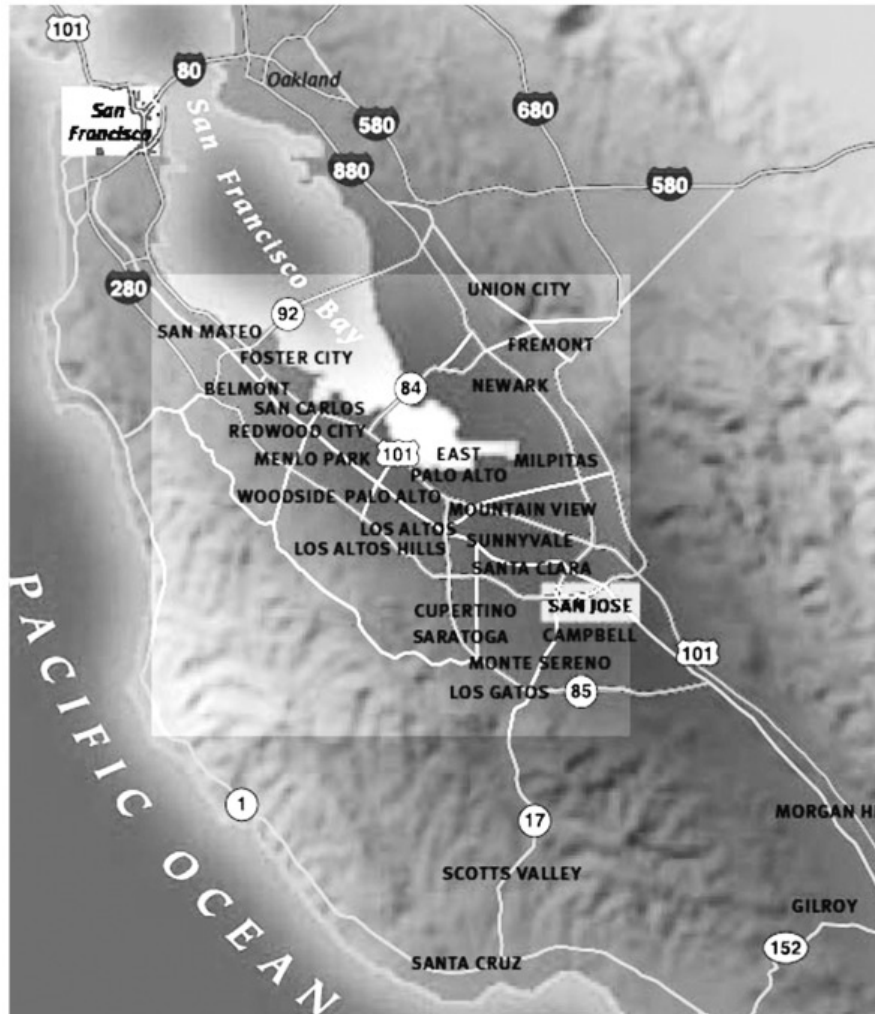 101
80
San
Francisco
Oakland
580
680
880
580
San Francisco Bay
280
UNION CITY
92
SAN MATEO
FREMONT
FOSTER CITY
BELMONT
84
NEWARK
SAN CARLOS
REDWOOD CITY
MENLO PARK
101
EAST
PALO ALTO
MILPITAS
WOODSIDE
PALO ALTO
MOUNTAIN VIEW
LOS ALTOS
SUNNYVALE
LOS ALTOS HILLS
SANTA CLARA
CUPERTINO
SAN JOSE
SARATOGA
CAMPBELL
101
MONTE SERENO
LOS GATOS
85
PACIFIC OCEAN
1
17
MORGAN H
SCOTTS VALLEY
GILROY
152
SANTA CRUZ